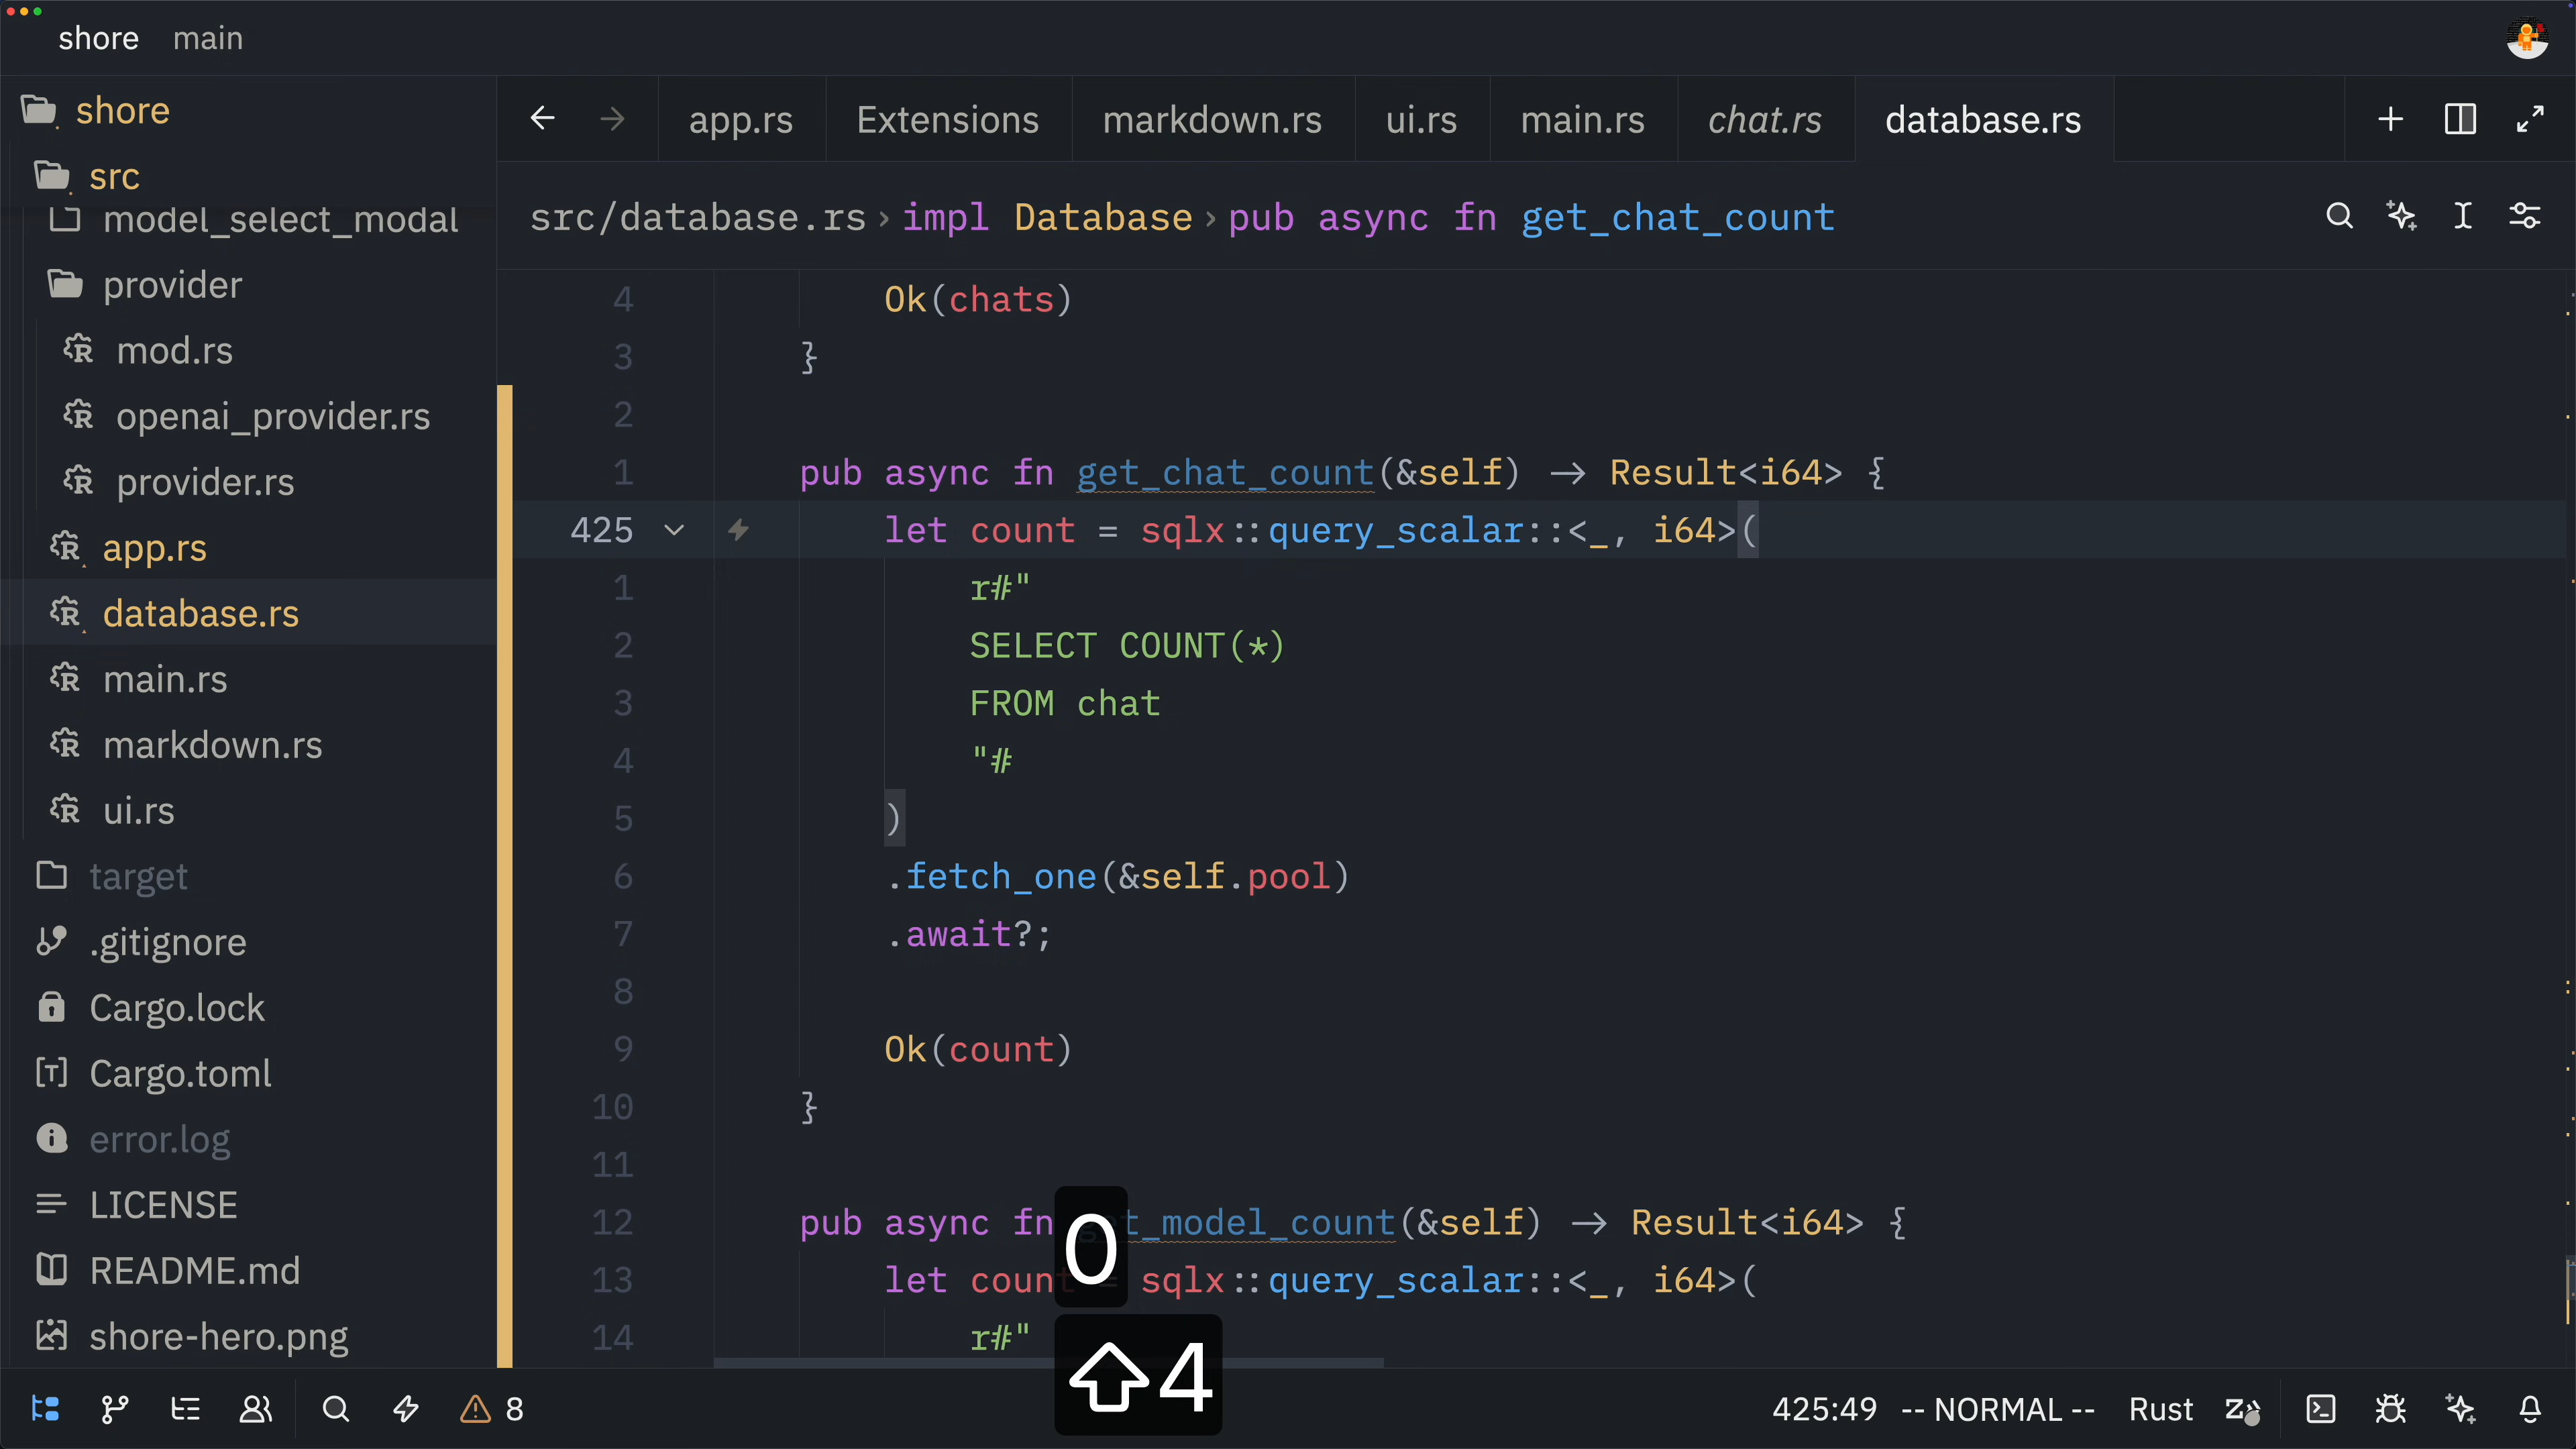 shore main
shore
src
model_select_modal
provider
mod.rs
openai_provider.rs
provider.rs
app.rs
database.rs
main.rs
markdown.rs
ui.rs
target
.gitignore
Cargo.lock
Cargo.toml
error.log
LICENSE
README.md
shore-hero.png
app.rs Extensions markdown.rs ui.rs main.rs chat.rs database.rs
src/database.rs › impl Database › pub async fn get_chat_count
4 Ok(chats)
3 }
2
1 pub async fn get_chat_count(&self) -> Result<i64> {
425 let count = sqlx::query_scalar::<_, i64>(
1 r#"
2 SELECT COUNT(*)
3 FROM chat
4 "#
5 )
6 .fetch_one(&self.pool)
7 .await?;
8
9 Ok(count)
10 }
11
12 pub async fn t_model_count(&self) -> Result<i64> {
13 let count = sqlx::query_scalar::<_, i64>(
14 r#"
0
⇧4
8
425:49 -- NORMAL -- Rust